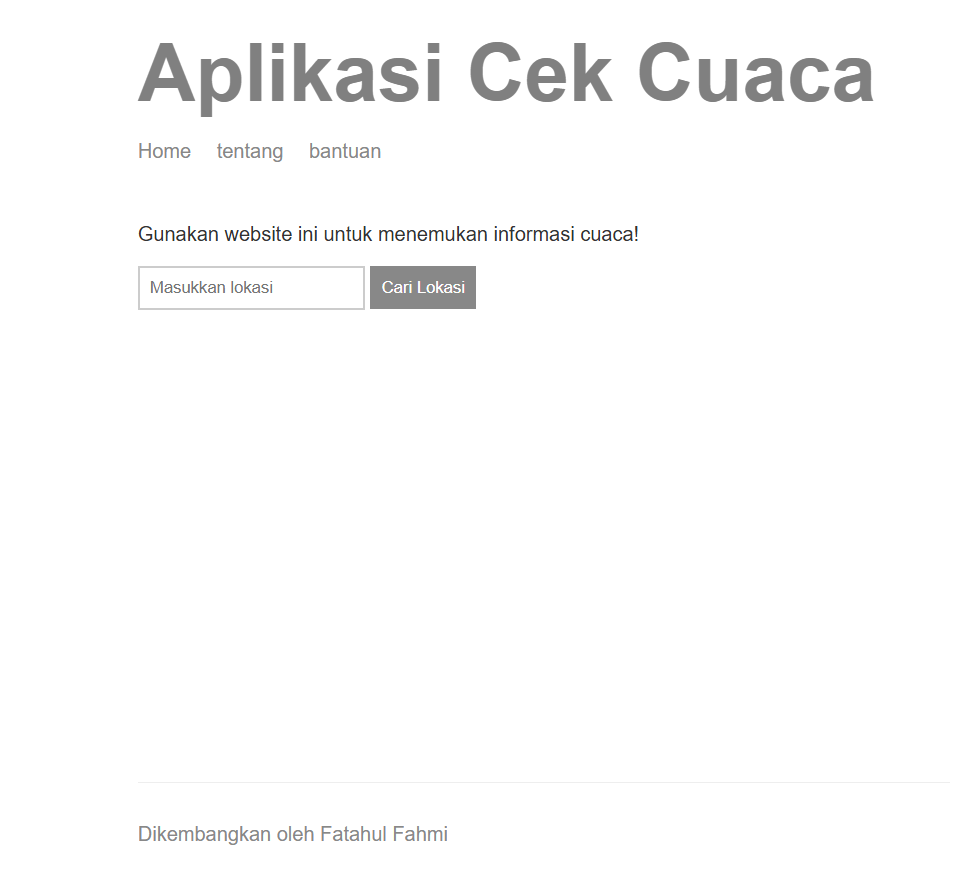 Aplikasi Cek Cuaca
Home tentang bantuan
Gunakan website ini untuk menemukan informasi cuaca!
Masukkan lokasi Cari Lokasi
Dikembangkan oleh Fatahul Fahmi